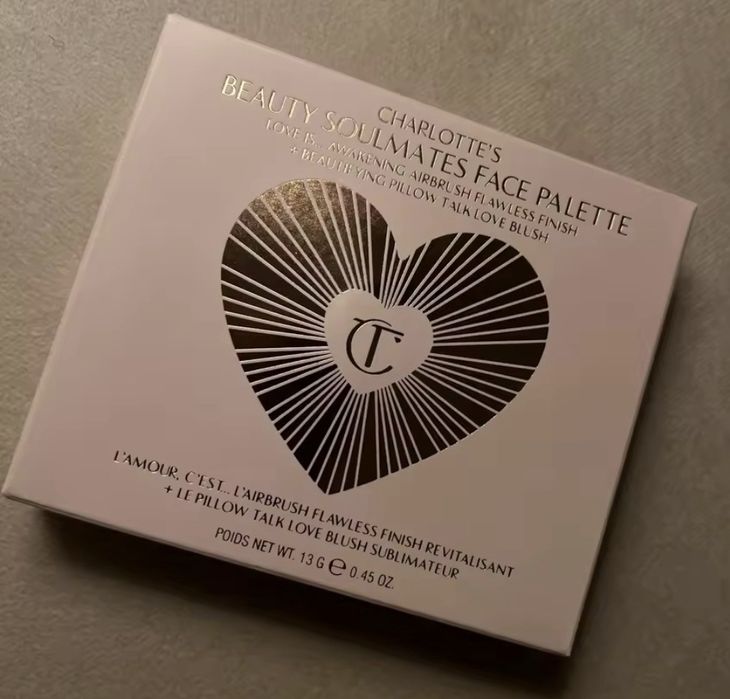 CHARLOTTE'S
BEAUTY SOULMATES FACE PALETTE
LOVE IS... AWAKENING AIRBRUSH FLAWLESS FINISH
+ BEAUTIFYING PILLOW TALK LOVE BLUSH
CT
L'AMOUR, C'EST... L'AIRBRUSH FLAWLESS FINISH REVITALISANT
+ LE PILLOW TALK LOVE BLUSH SUBLIMATEUR
POIDS NET WT. 13 G ℮ 0.45 OZ.